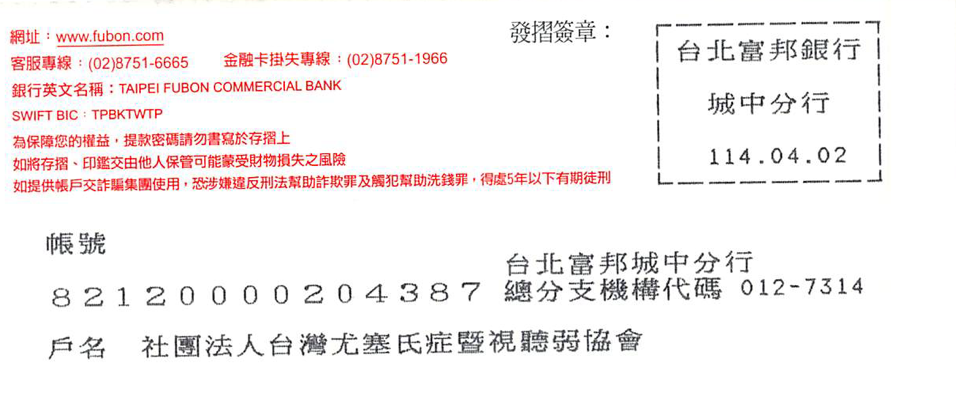 網址：www.fubon.com
客服專線：(02)8751-6665　金融卡掛失專線：(02)8751-1966
銀行英文名稱：TAIPEI FUBON COMMERCIAL BANK
SWIFT BIC：TPBKTWTP
為保障您的權益，提款密碼請勿書寫於存摺上
如將存摺、印鑑交由他人保管可能蒙受財物損失之風險
如提供帳戶交詐騙集團使用，恐涉嫌違反刑法幫助詐欺罪及觸犯幫助洗錢罪，得處5年以下有期徒刑
發摺簽章：
台北富邦銀行
城中分行
114.04.02
帳號
82120000204387
台北富邦城中分行
總分支機構代碼 012-7314
戶名　社團法人台灣尤塞氏症暨視聽弱協會